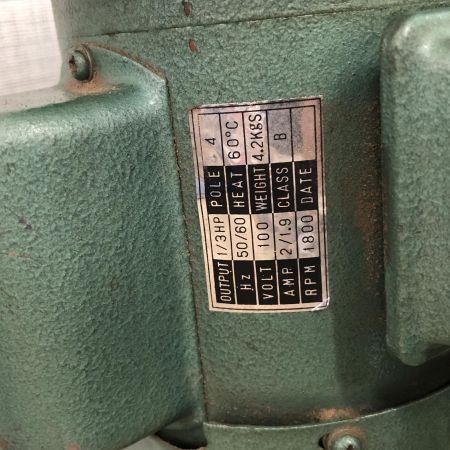 OUTPUT 1/3HP POLE 4
Hz 50/60 HEAT 60°C
VOLT 100 WEIGHT 4.2KgS
AMP. 2/1.9 CLASS B
RPM 1800 DATE